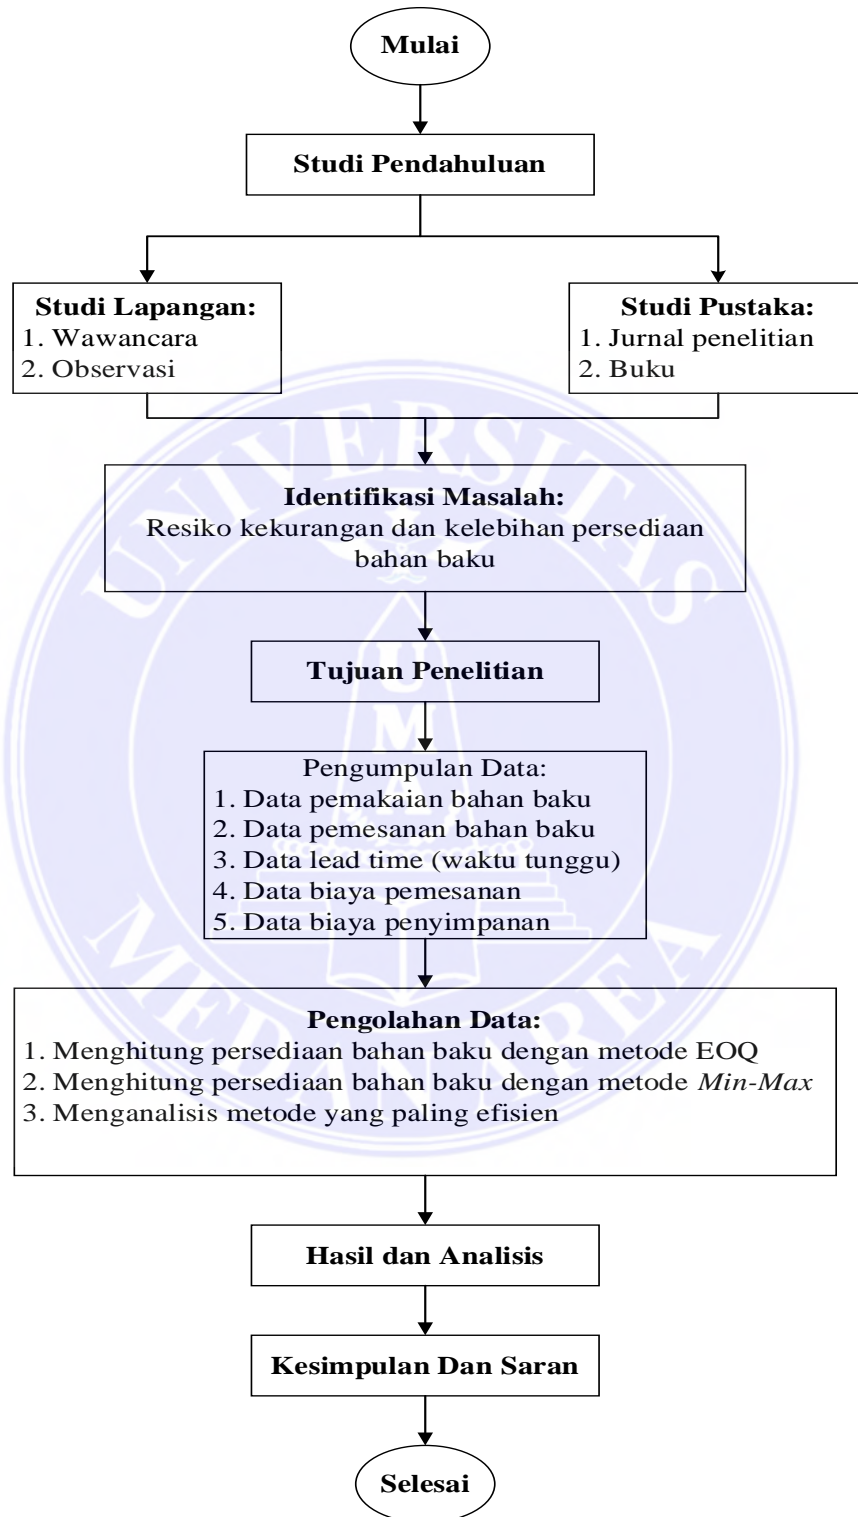 Mulai
Studi Pendahuluan
Studi Lapangan:
1. Wawancara
2. Observasi
Studi Pustaka:
1. Jurnal penelitian
2. Buku
Identifikasi Masalah:
Resiko kekurangan dan kelebihan persediaan
bahan baku
Tujuan Penelitian
Pengumpulan Data:
1. Data pemakaian bahan baku
2. Data pemesanan bahan baku
3. Data lead time (waktu tunggu)
4. Data biaya pemesanan
5. Data biaya penyimpanan
Pengolahan Data:
1. Menghitung persediaan bahan baku dengan metode EOQ
2. Menghitung persediaan bahan baku dengan metode Min-Max
3. Menganalisis metode yang paling efisien
Hasil dan Analisis
Kesimpulan Dan Saran
Selesai
UNIVERSITAS
UMA
MEDAN AREA